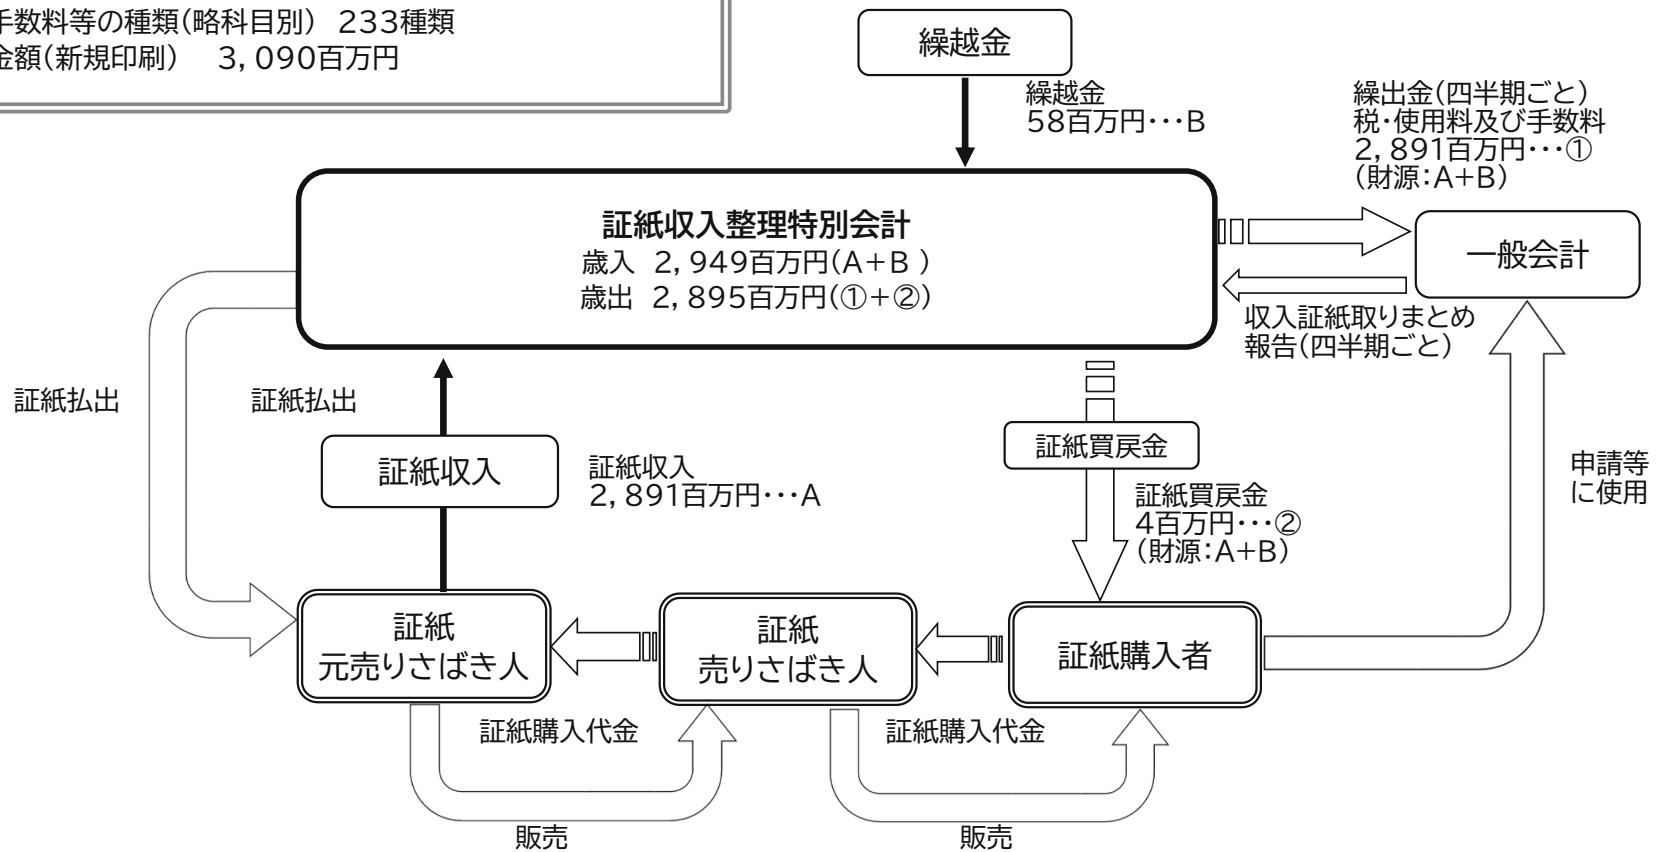 手数料等の種類(略科目別) 233種類
金額(新規印刷) 3,090百万円
繰越金
繰越金
58百万円・・・B
繰出金(四半期ごと)
税・使用料及び手数料
2,891百万円・・・①
(財源:A+B)
証紙収入整理特別会計
歳入 2,949百万円(A+B )
歳出 2,895百万円(①+②)
一般会計
収入証紙取りまとめ
報告(四半期ごと)
証紙払出
証紙払出
証紙収入
証紙収入
2,891百万円・・・A
証紙買戻金
証紙買戻金
4百万円・・・②
(財源:A+B)
申請等
に使用
証紙
元売りさばき人
証紙
売りさばき人
証紙購入者
証紙購入代金
証紙購入代金
販売
販売